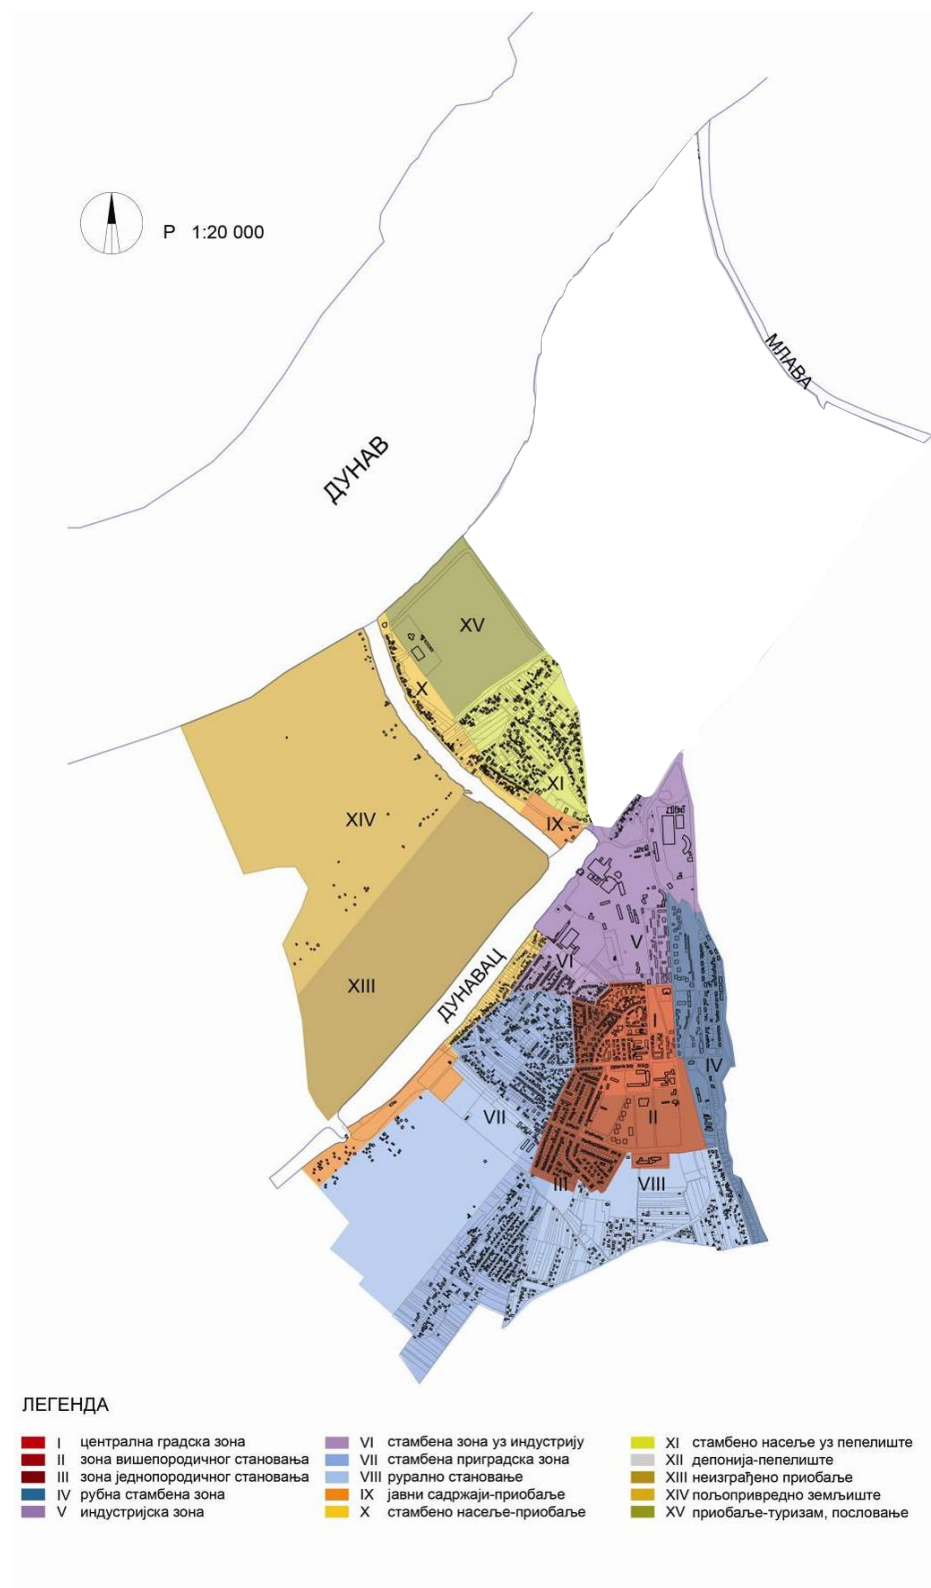 Р 1:20 000
МЛАВА
ДУНАВ
XV
X
XI
IX
XIV
V
VI
XIII
ДУНАВАЦ
IV
VII
II
III
VIII
ЛЕГЕНДА
I централна градска зона
II зона вишепородичног становања
III зона једнопородичног становања
IV рубна стамбена зона
V индустријска зона
VI стамбена зона уз индустрију
VII стамбена приградска зона
VIII рурално становање
IX јавни садржаји-приобаље
X стамбено насеље-приобаље
XI стамбено насеље уз пепелиште
XII депонија-пепелиште
XIII неизграђено приобаље
XIV пољопривредно земљиште
XV приобаље-туризам, пословање